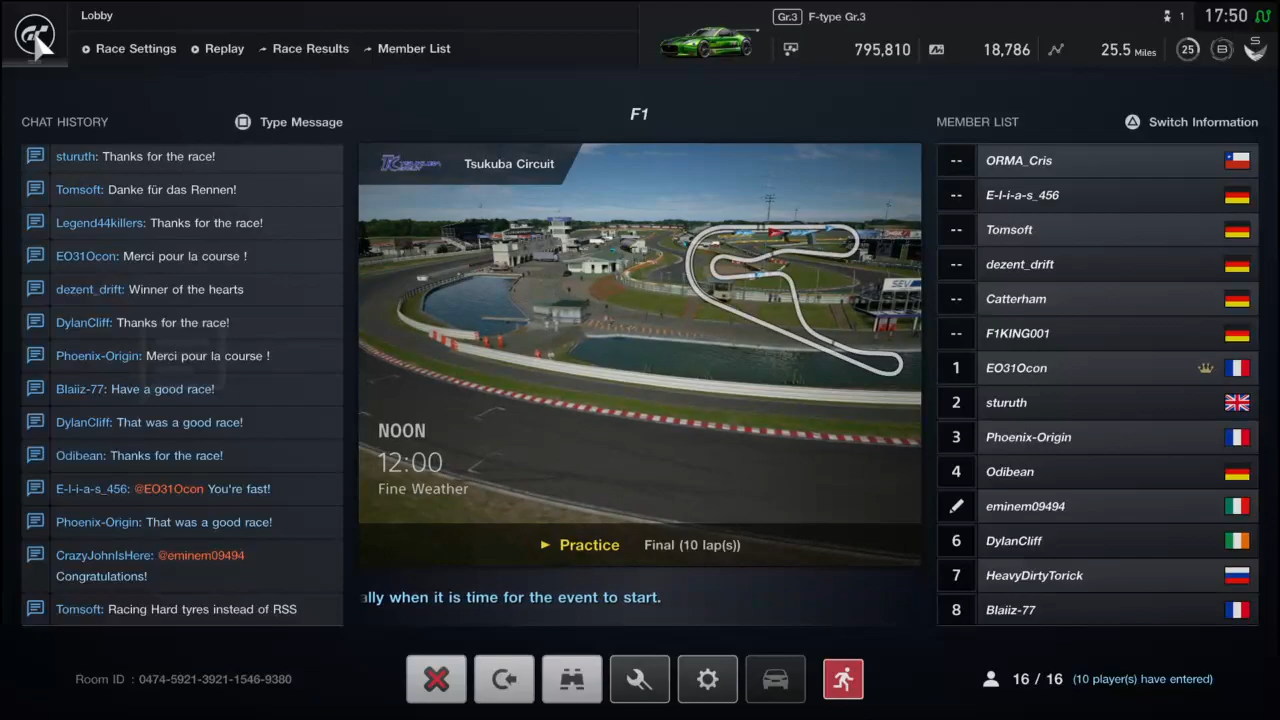 Lobby
Race Settings
Replay
Race Results
Member List
Gr.3
F-type Gr.3
1
17:50
795,810
18,786
25.5 Miles
25
B
S
CHAT HISTORY
Type Message
sturuth: Thanks for the race!
Tomsoft: Danke für das Rennen!
Legend44killers: Thanks for the race!
EO31Ocon: Merci pour la course !
dezent_drift: Winner of the hearts
DylanCliff: Thanks for the race!
Phoenix-Origin: Merci pour la course !
Blaiiz-77: Have a good race!
DylanCliff: That was a good race!
Odibean: Thanks for the race!
E-l-i-a-s_456: @EO31Ocon You're fast!
Phoenix-Origin: That was a good race!
CrazyJohnIsHere: @eminem09494
Congratulations!
Tomsoft: Racing Hard tyres instead of RSS
F1
Tsukuba Circuit
NOON
12:00
Fine Weather
Practice
Final (10 lap(s))
ally when it is time for the event to start.
MEMBER LIST
Switch Information
-- ORMA_Cris
-- E-l-i-a-s_456
-- Tomsoft
-- dezent_drift
-- Catterham
-- F1KING001
1 EO31Ocon
2 sturuth
3 Phoenix-Origin
4 Odibean
eminem09494
6 DylanCliff
7 HeavyDirtyTorick
8 Blaiiz-77
Room ID : 0474-5921-3921-1546-9380
16 / 16
(10 player(s) have entered)